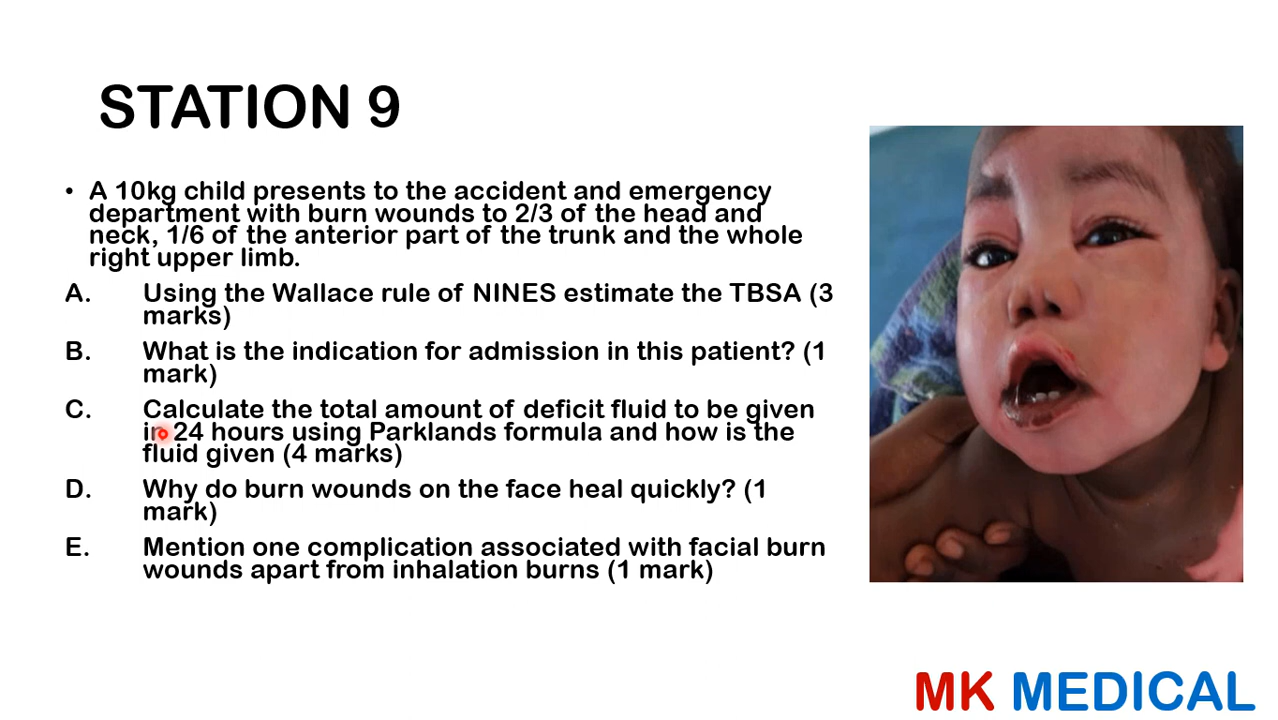 STATION 9
• A 10kg child presents to the accident and emergency
department with burn wounds to 2/3 of the head and
neck, 1/6 of the anterior part of the trunk and the whole
right upper limb.
A. Using the Wallace rule of NINES estimate the TBSA (3
marks)
B. What is the indication for admission in this patient? (1
mark)
C. Calculate the total amount of deficit fluid to be given
in 24 hours using Parklands formula and how is the
fluid given (4 marks)
D. Why do burn wounds on the face heal quickly? (1
mark)
E. Mention one complication associated with facial burn
wounds apart from inhalation burns (1 mark)
MK MEDICAL